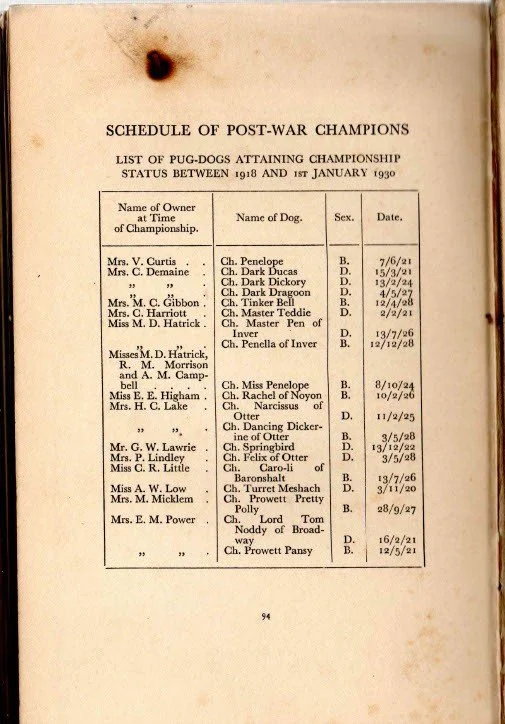 SCHEDULE OF POST-WAR CHAMPIONS
LIST OF PUG-DOGS ATTAINING CHAMPIONSHIP
STATUS BETWEEN 1918 AND 1ST JANUARY 1930
Name of Owner
at Time
of Championship.
Name of Dog.
Sex.
Date.
Mrs. V. Curtis . . Ch. Penelope B. 7/6/21
Mrs. C. Demaine . Ch. Dark Ducas D. 15/3/21
,, ,, . Ch. Dark Dickory D. 13/2/24
,, ,, . Ch. Dark Dragoon D. 4/5/27
Mrs. M. C. Gibbon . Ch. Tinker Bell B. 12/4/28
Mrs. C. Harriott . Ch. Master Teddie D. 2/2/21
Miss M. D. Hatrick . Ch. Master Pen of
Inver D. 13/7/26
,, ,, . Ch. Penella of Inver B. 12/12/28
Misses M. D. Hatrick,
R. M. Morrison
and A. M. Camp-
bell . . . . Ch. Miss Penelope B. 8/10/24
Miss E. E. Higham . Ch. Rachel of Noyon B. 10/2/26
Mrs. H. C. Lake . Ch. Narcissus of
Otter D. 11/2/25
,, ,, . Ch. Dancing Dicker-
ine of Otter B. 3/5/28
Mr. G. W. Lawrie . Ch. Springbird D. 13/12/22
Mrs. P. Lindley . Ch. Felix of Otter D. 3/5/28
Miss C. R. Little . Ch. Caro-li of
Baronshalt B. 13/7/26
Miss A. W. Low . Ch. Turret Meshach D. 3/11/20
Mrs. M. Micklem . Ch. Prowett Pretty
Polly B. 28/9/27
Mrs. E. M. Power . Ch. Lord Tom
Noddy of Broad-
way D. 16/2/21
,, ,, . Ch. Prowett Pansy B. 12/5/21
94